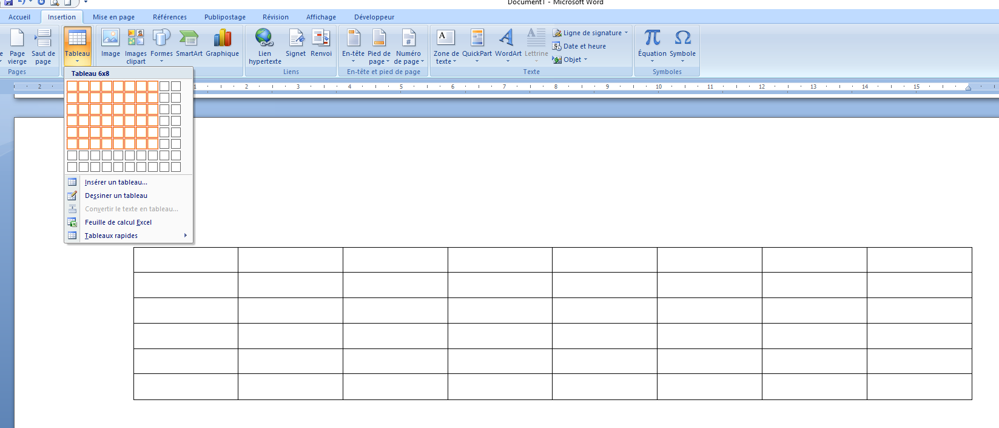 Document1 - Microsoft Word
Accueil Insertion Mise en page Références Publipostage Révision Affichage Développeur
Page vierge
Saut de page
Tableau
Image
Images clipart
Formes
SmartArt
Graphique
Lien hypertexte
Signet
Renvoi
En-tête
Pied de page
Numéro de page
Zone de texte
QuickPart
WordArt
Lettrine
Ligne de signature
Date et heure
Objet
Équation
Symbole
Pages
Liens
En-tête et pied de page
Texte
Symboles
2 1 2 3 4 5 6 7 8 9 10 11 12 13 14 15
Tableau 6x8
Insérer un tableau...
Dessiner un tableau
Convertir le texte en tableau...
Feuille de calcul Excel
Tableaux rapides